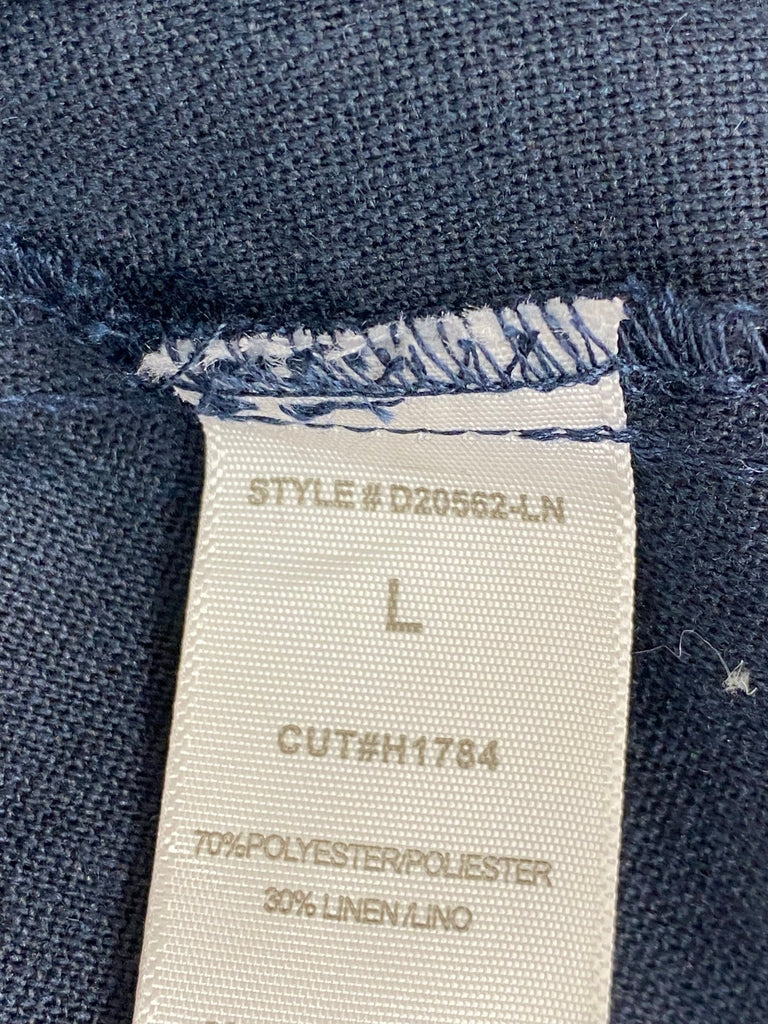 STYLE # D20562-LN
L
CUT#H1784
70%POLYESTER/POLIESTER
30% LINEN/LINO